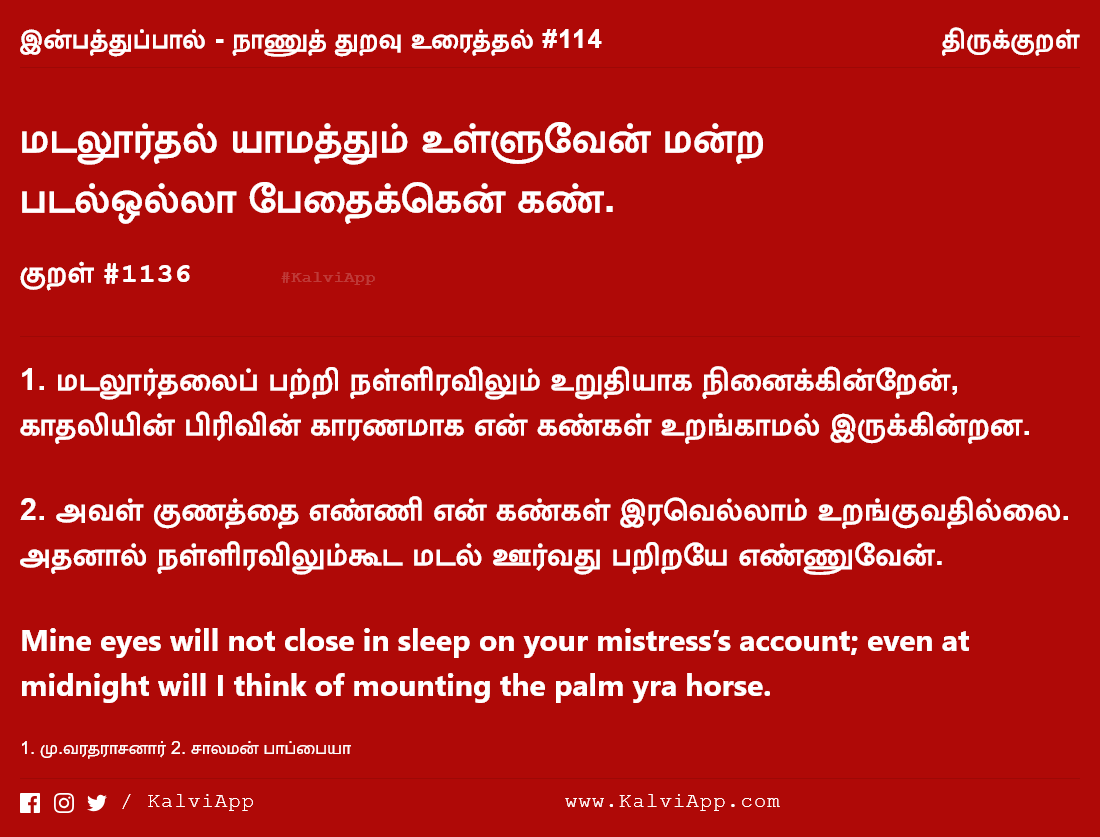 இன்பத்துப்பால் - நாணுத் துறவு உரைத்தல் #114
திருக்குறள்
மடலூர்தல் யாமத்தும் உள்ளுவேன் மன்ற
படல்ஒல்லா பேதைக்கென் கண்.
குறள் #1136
#KalviApp
1. மடலூர்தலைப் பற்றி நள்ளிரவிலும் உறுதியாக நினைக்கின்றேன்,
காதலியின் பிரிவின் காரணமாக என் கண்கள் உறங்காமல் இருக்கின்றன.
2. அவள் குணத்தை எண்ணி என் கண்கள் இரவெல்லாம் உறங்குவதில்லை.
அதனால் நள்ளிரவிலும்கூட மடல் ஊர்வது பறிறயே எண்ணுவேன்.
Mine eyes will not close in sleep on your mistress’s account; even at
midnight will I think of mounting the palm yra horse.
1. மு.வரதராசனார் 2. சாலமன் பாப்பையா
/ KalviApp
www.KalviApp.com